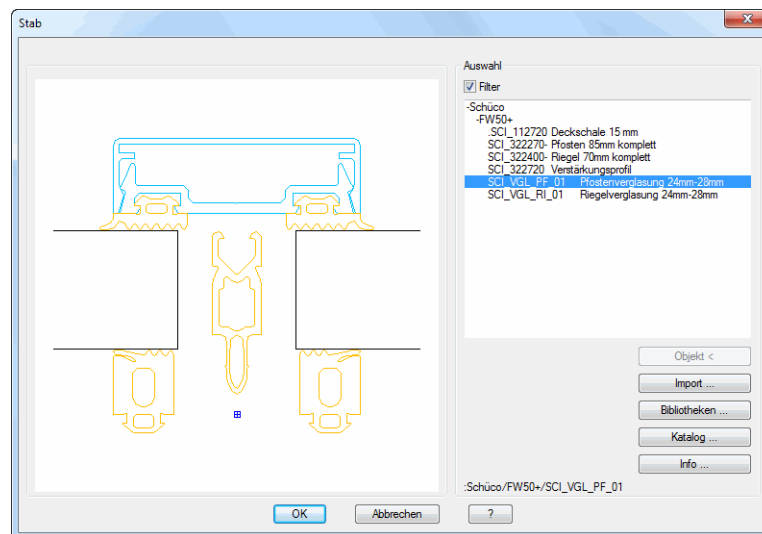 Stab
Auswahl
Filter
-Schüco
-FW50+
.SCI_112720 Deckschale 15 mm
SCI_322270- Pfosten 85mm komplett
SCI_322400- Riegel 70mm komplett
SCI_322720 Verstärkungsprofil
SCI_VGL_PF_01 Pfostenverglasung 24mm-28mm
SCI_VGL_RI_01 Riegelverglasung 24mm-28mm
Objekt <
Import ...
Bibliotheken ...
Katalog ...
Info ...
:Schüco/FW50+/SCI_VGL_PF_01
OK
Abbrechen
?